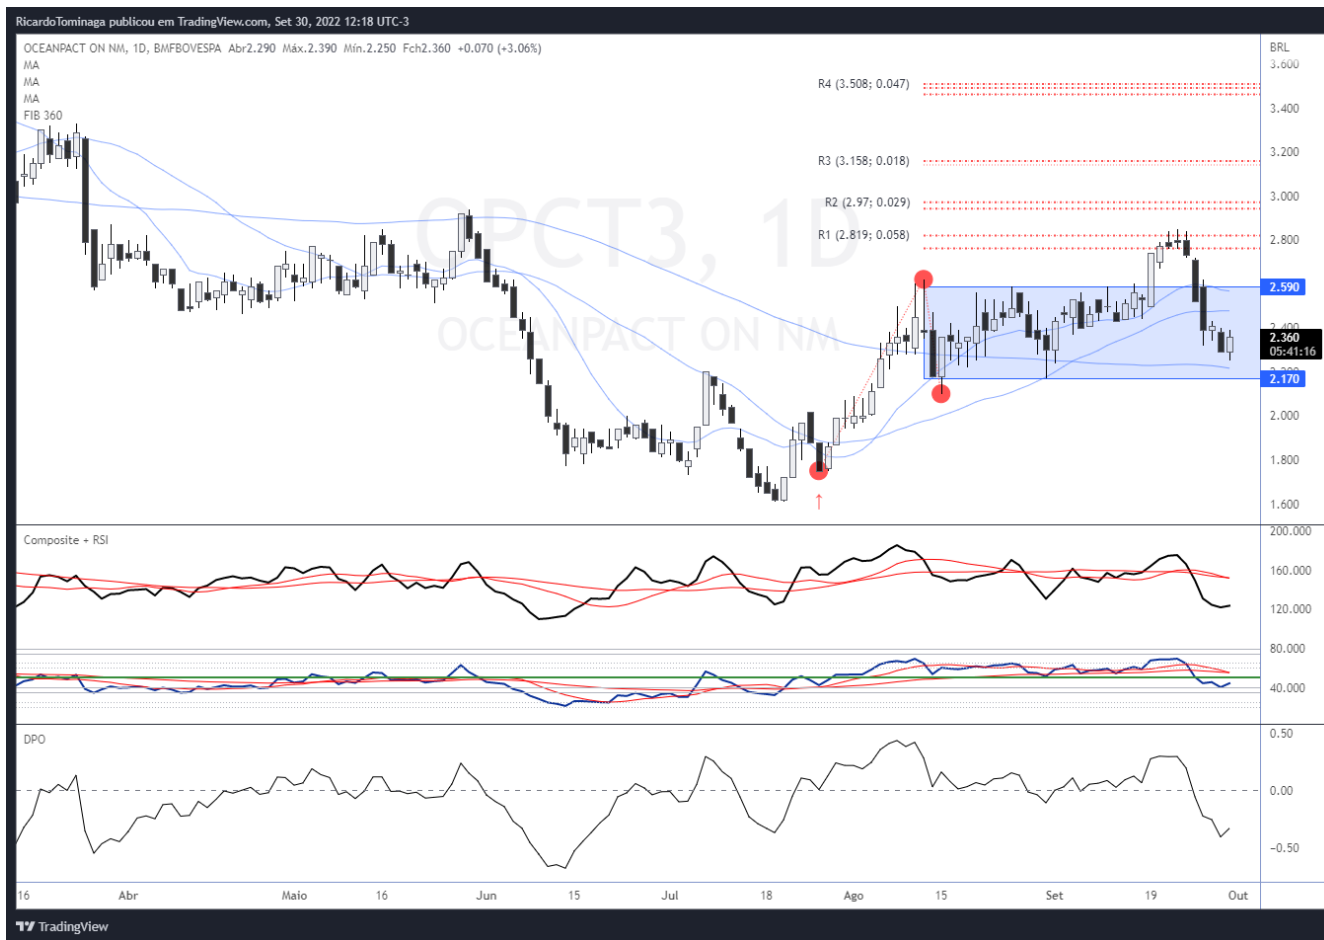 RicardoTominaga publicou em TradingView.com, Set 30, 2022 12:18 UTC-3
OCEANPACT ON NM, 1D, BMFBOVESPA Abr2.290 Máx.2.390 Mín.2.250 Fch2.360 +0.070 (+3.06%)
MA
MA
MA
FIB 360
BRL
3.600
3.400
3.200
3.000
2.800
2.590
2.400
2.360
05:41:16
2.170
2.000
1.800
1.600
R4 (3.508; 0.047)
R3 (3.158; 0.018)
R2 (2.97; 0.029)
R1 (2.819; 0.058)
OPCT3, 1D
OCEANPACT ON NM
Composite + RSI
200.000
160.000
120.000
80.000
40.000
DPO
0.50
0.00
−0.50
16 Abr Maio 16 Jun 15 Jul 18 Ago 15 Set 19 Out
TradingView